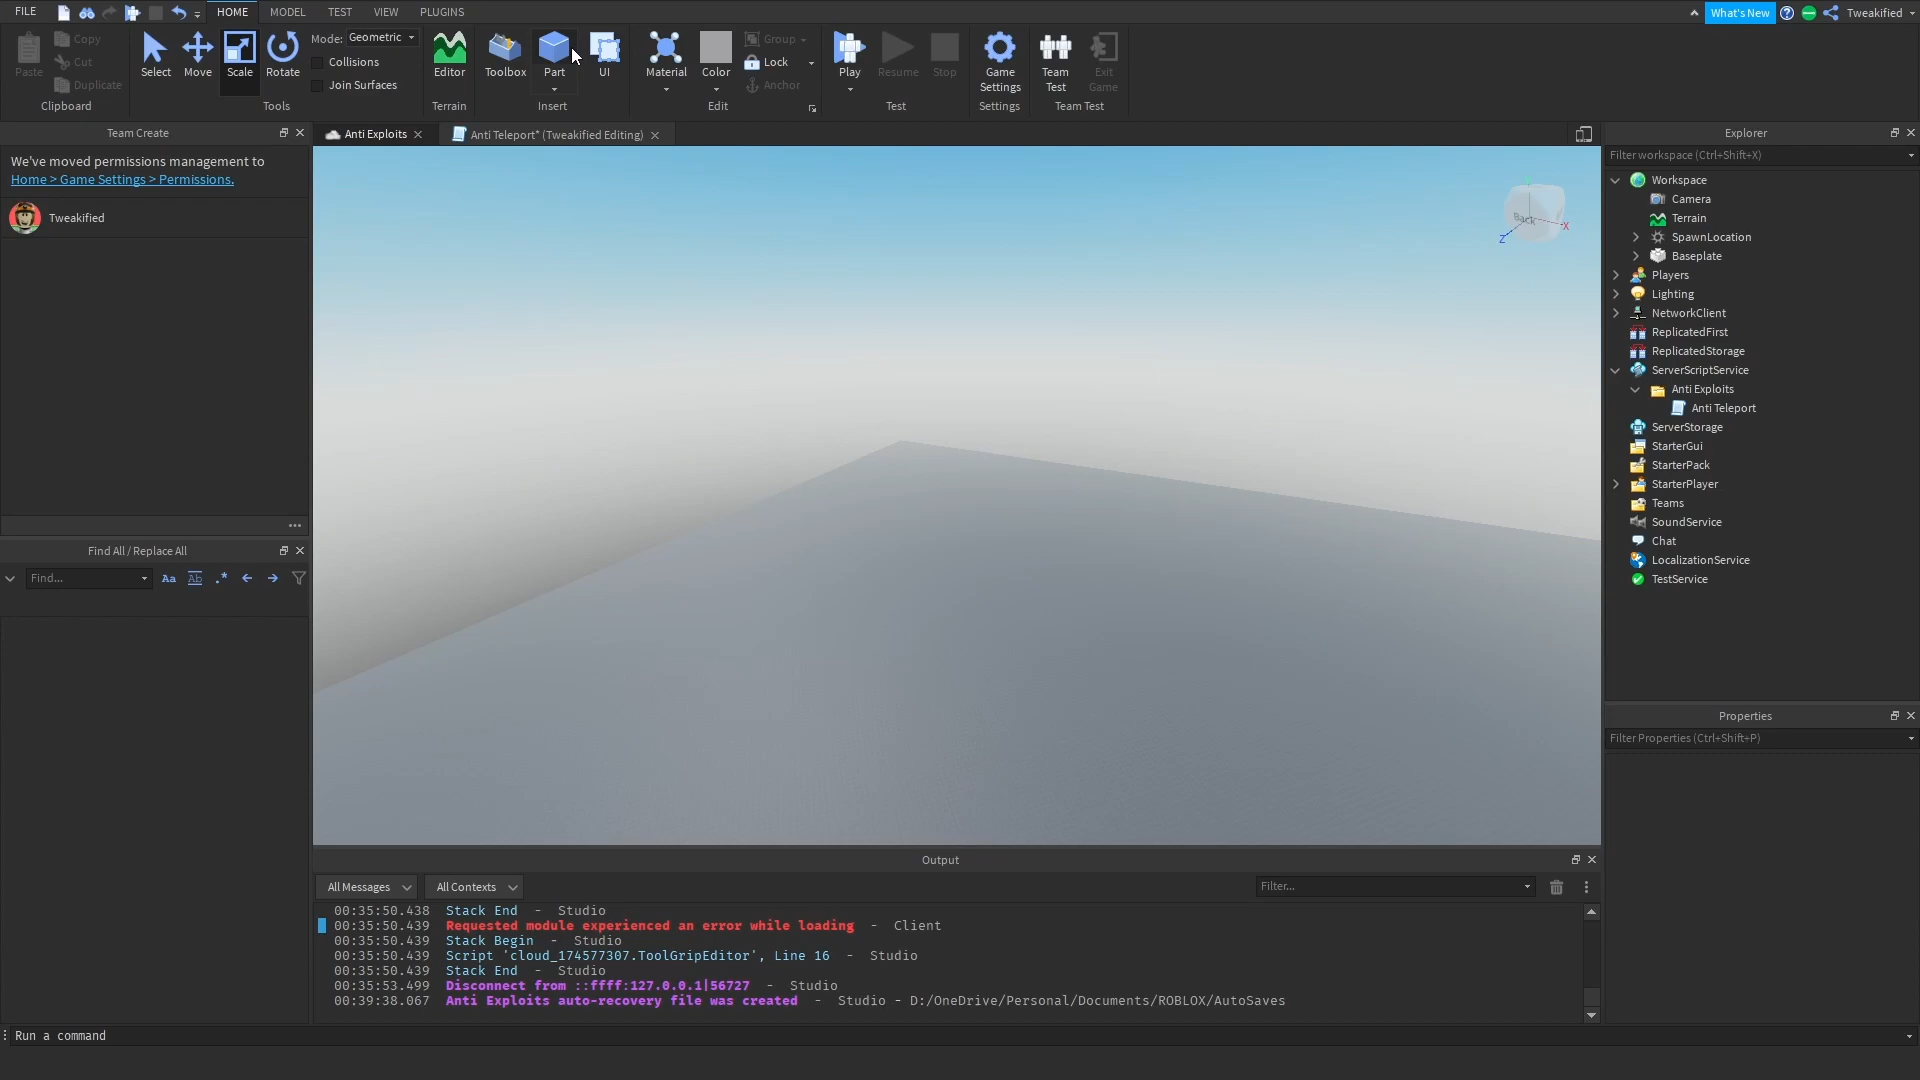 FILE
HOME
MODEL
TEST
VIEW
PLUGINS
What's New
Tweakified
Paste
Copy
Cut
Duplicate
Clipboard
Select
Move
Scale
Rotate
Mode: Geometric
Collisions
Join Surfaces
Tools
Editor
Terrain
Toolbox
Part
UI
Insert
Material
Color
Group
Lock
Anchor
Edit
Play
Resume
Stop
Test
Game
Settings
Settings
Team
Test
Exit
Game
Team Test
Team Create
We've moved permissions management to
Home > Game Settings > Permissions.
Tweakified
Find All / Replace All
Find...
Aa
Ab
.*
Anti Exploits
Anti Teleport* (Tweakified Editing)
Back
X
Y
Z
Output
All Messages
All Contexts
Filter...
00:35:50.438 Stack End - Studio
00:35:50.439 Requested module experienced an error while loading - Client
00:35:50.439 Stack Begin - Studio
00:35:50.439 Script 'cloud_174577307.ToolGripEditor', Line 16 - Studio
00:35:50.439 Stack End - Studio
00:35:53.499 Disconnect from ::ffff:127.0.0.1|56727 - Studio
00:39:38.067 Anti Exploits auto-recovery file was created - Studio - D:/OneDrive/Personal/Documents/ROBLOX/AutoSaves
Explorer
Filter workspace (Ctrl+Shift+X)
Workspace
Camera
Terrain
SpawnLocation
Baseplate
Players
Lighting
NetworkClient
ReplicatedFirst
ReplicatedStorage
ServerScriptService
Anti Exploits
Anti Teleport
ServerStorage
StarterGui
StarterPack
StarterPlayer
Teams
SoundService
Chat
LocalizationService
TestService
Properties
Filter Properties (Ctrl+Shift+P)
Run a command